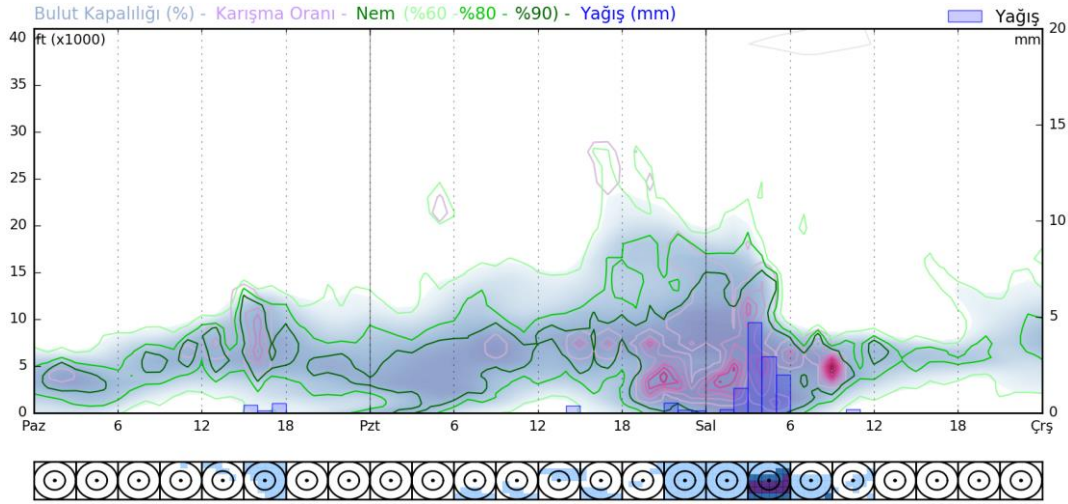 Bulut Kapalılığı (%) - Karışma Oranı - Nem (%60 -%80 - %90) - Yağış (mm)
Yağış
40 ft (x1000) mm 20
35
30 15
25
20 10
15
10 5
5
0 0
Paz 6 12 18 Pzt 6 12 18 Sal 6 12 18 Çrş